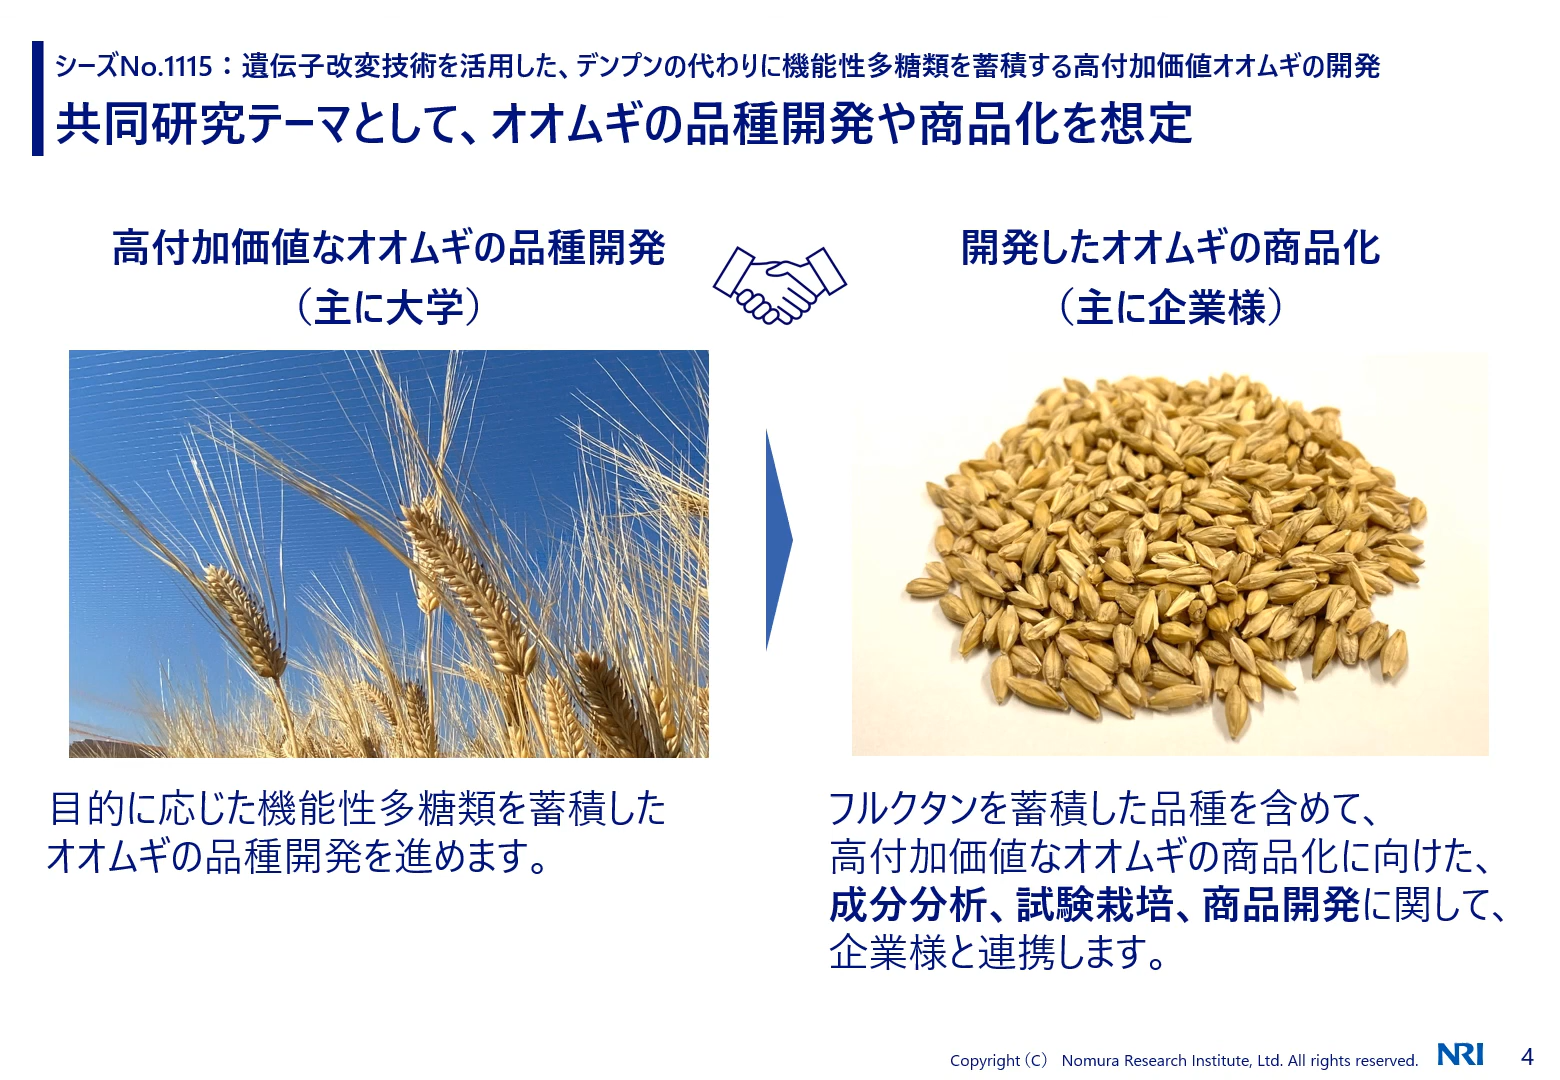 シーズNo.1115：遺伝子改変技術を活用した、デンプンの代わりに機能性多糖類を蓄積する高付加価値オオムギの開発
共同研究テーマとして、オオムギの品種開発や商品化を想定
高付加価値なオオムギの品種開発
（主に大学）
開発したオオムギの商品化
（主に企業様）
目的に応じた機能性多糖類を蓄積した
オオムギの品種開発を進めます。
フルクタンを蓄積した品種を含めて、
高付加価値なオオムギの商品化に向けた、
成分分析、試験栽培、商品開発に関して、
企業様と連携します。
Copyright（C） Nomura Research Institute, Ltd. All rights reserved.
NRI
4